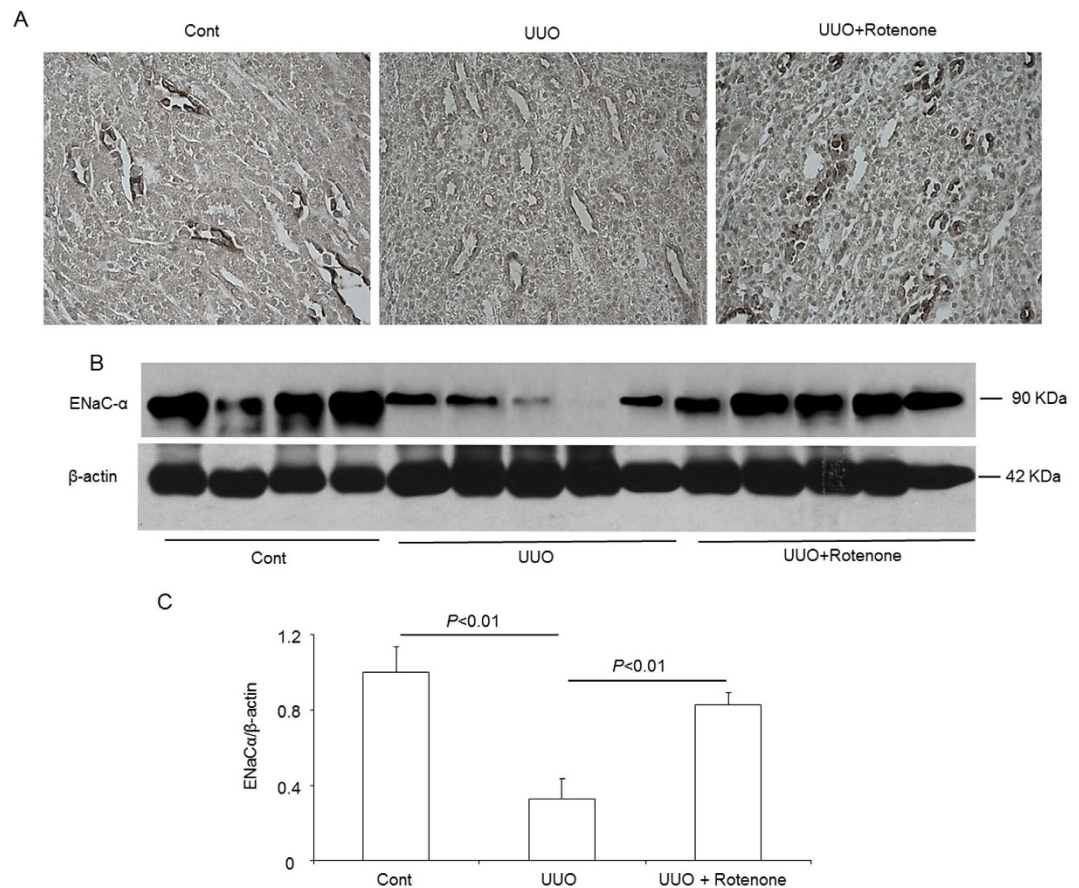 A
Cont
UUO
UUO+Rotenone
B
ENaC-α
90 KDa
β-actin
42 KDa
Cont
UUO
UUO+Rotenone
C
P<0.01
P<0.01
1.2
0.8
0.4
0
ENaCα/β-actin
Cont
UUO
UUO + Rotenone